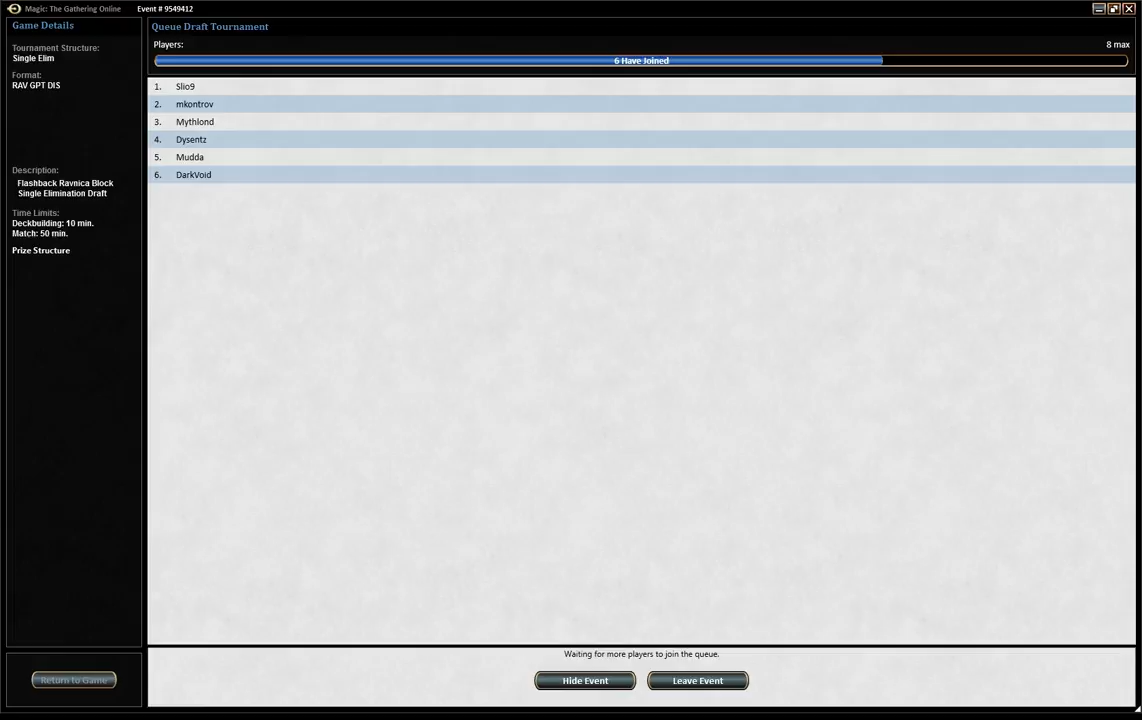 Magic: The Gathering Online Event # 9549412
Game Details
Tournament Structure:
Single Elim
Format:
RAV GPT DIS
Description:
Flashback Ravnica Block
Single Elimination Draft
Time Limits:
Deckbuilding: 10 min.
Match: 50 min.
Prize Structure
Return to Game
Queue Draft Tournament
Players: 8 max
6 Have Joined
1. Slio9
2. mkontrov
3. Mythlond
4. Dysentz
5. Mudda
6. DarkVoid
Waiting for more players to join the queue.
Hide Event Leave Event